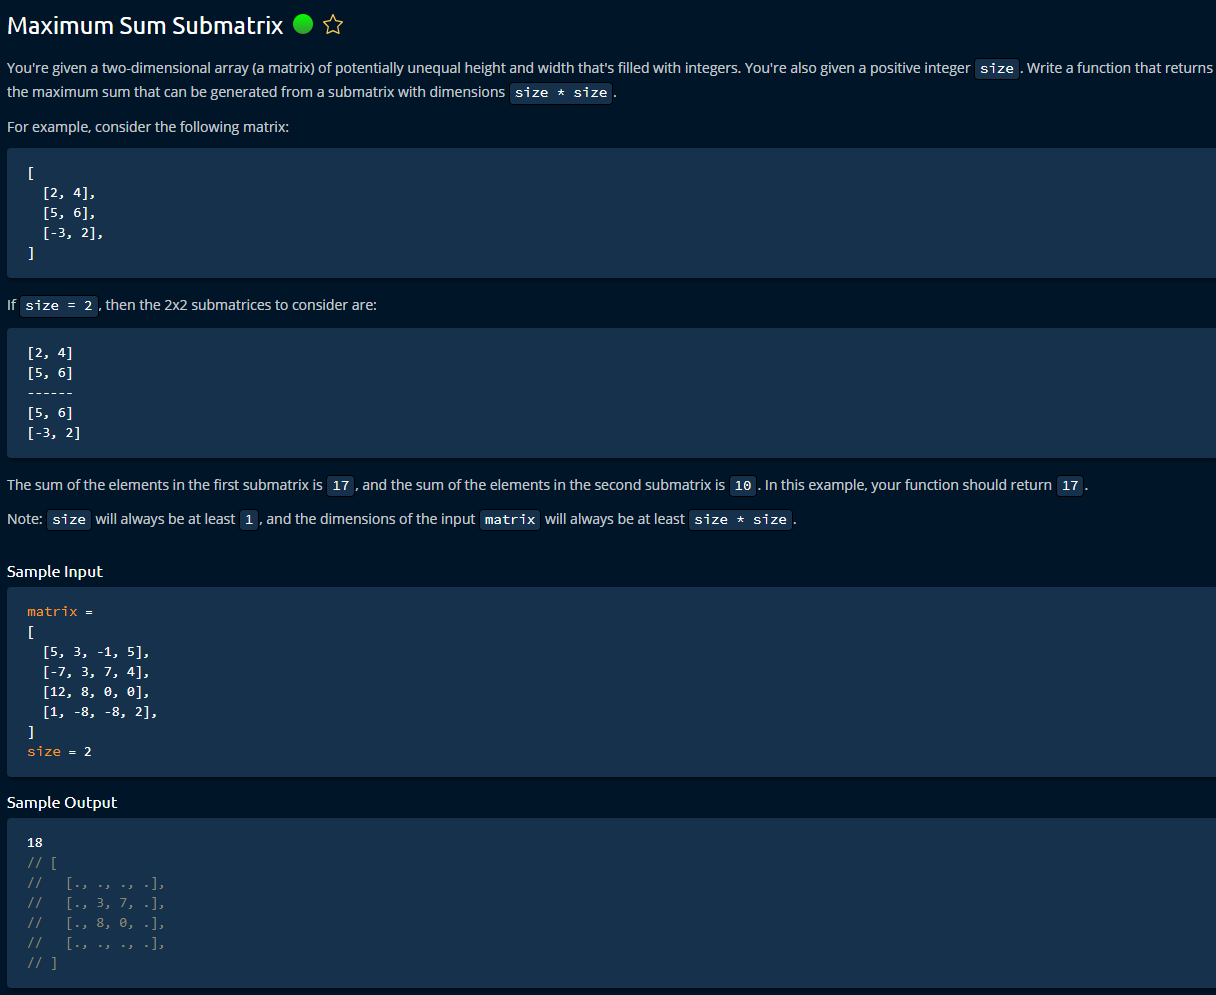 Maximum Sum Submatrix
You're given a two-dimensional array (a matrix) of potentially unequal height and width that's filled with integers. You're also given a positive integer size. Write a function that returns
the maximum sum that can be generated from a submatrix with dimensions size * size.
For example, consider the following matrix:
[
  [2, 4],
  [5, 6],
  [-3, 2],
]
If size = 2, then the 2x2 submatrices to consider are:
[2, 4]
[5, 6]
------
[5, 6]
[-3, 2]
The sum of the elements in the first submatrix is 17, and the sum of the elements in the second submatrix is 10. In this example, your function should return 17.
Note: size will always be at least 1, and the dimensions of the input matrix will always be at least size * size.
Sample Input
matrix =
[
  [5, 3, -1, 5],
  [-7, 3, 7, 4],
  [12, 8, 0, 0],
  [1, -8, -8, 2],
]
size = 2
Sample Output
18
// [
//   [., ., ., .],
//   [., 3, 7, .],
//   [., 8, 0, .],
//   [., ., ., .],
// ]